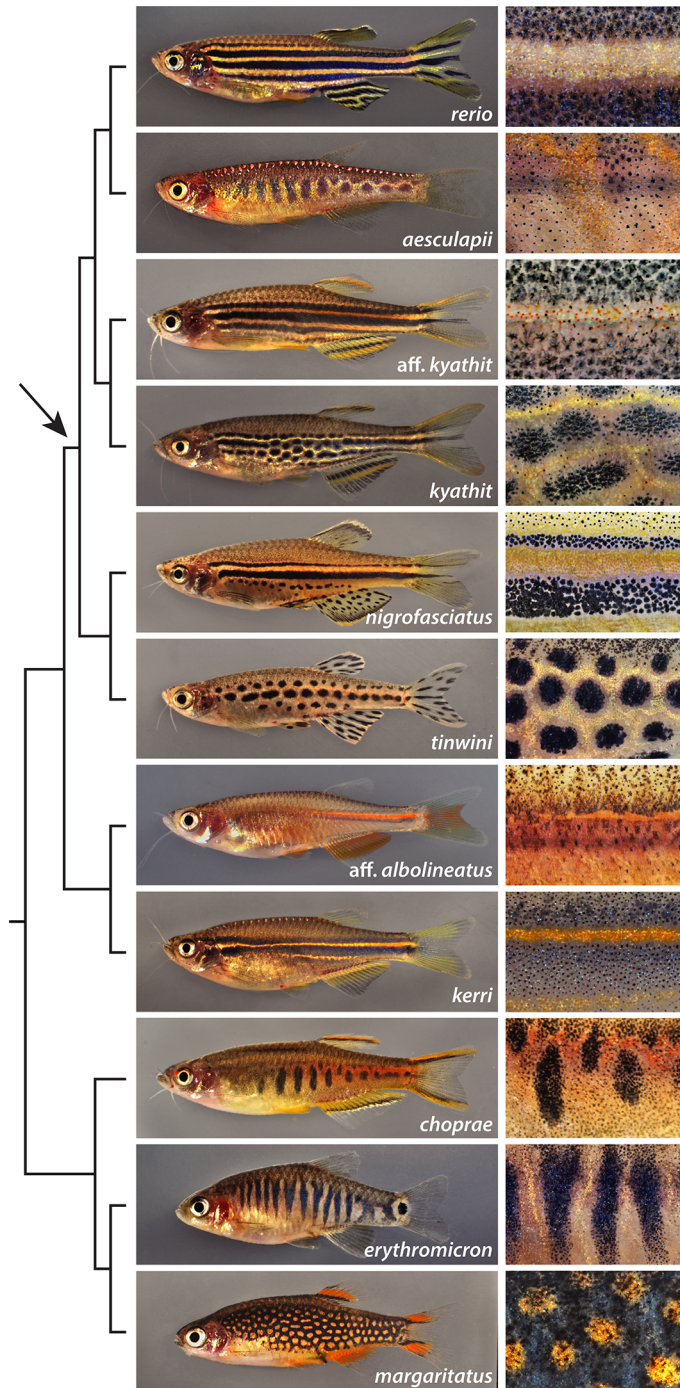 rerio
aesculapii
aff. kyathit
kyathit
nigrofasciatus
tinwini
aff. albolineatus
kerri
choprae
erythromicron
margaritatus